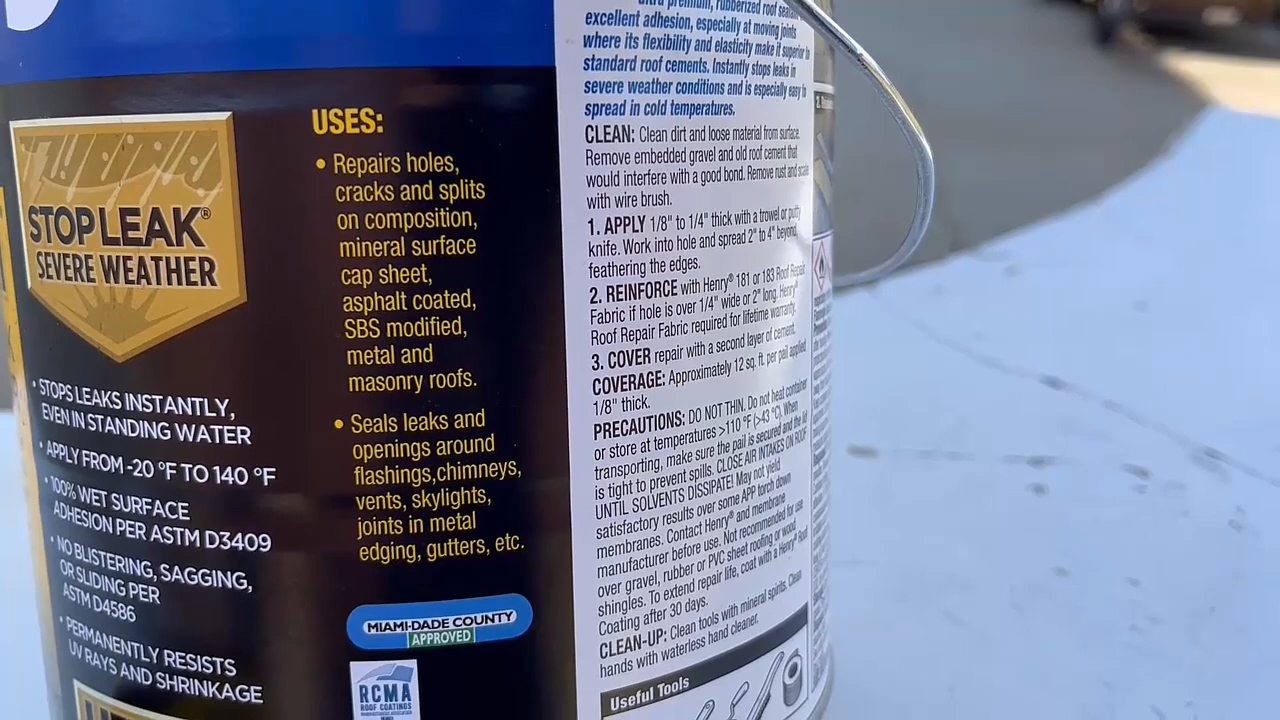 STOP LEAK®
SEVERE WEATHER
• STOPS LEAKS INSTANTLY,
EVEN IN STANDING WATER
• APPLY FROM -20 °F TO 140 °F
• 100% WET SURFACE
ADHESION PER ASTM D3409
• NO BLISTERING, SAGGING,
OR SLIDING PER
ASTM D4586
• PERMANENTLY RESISTS
UV RAYS AND SHRINKAGE
USES:
• Repairs holes,
cracks and splits
on composition,
mineral surface
cap sheet,
asphalt coated,
SBS modified,
metal and
masonry roofs.
• Seals leaks and
openings around
flashings,chimneys,
vents, skylights,
joints in metal
edging, gutters, etc.
MIAMI-DADE COUNTY
APPROVED
RCMA
ROOF COATINGS
ultra premium, rubberized roof
excellent adhesion, especially at moving joints
where its flexibility and elasticity make it superior to
standard roof cements. Instantly stops leaks in
severe weather conditions and is especially easy to
spread in cold temperatures.
CLEAN: Clean dirt and loose material from surface.
Remove embedded gravel and old roof cement that
would interfere with a good bond. Remove rust and scale
with wire brush.
1. APPLY 1/8" to 1/4" thick with a trowel or putty
knife. Work into hole and spread 2" to 4" beyond,
feathering the edges.
2. REINFORCE with Henry® 181 or 183 Roof Repair
Fabric if hole is over 1/4" wide or 2" long. Henry®
Roof Repair Fabric required for lifetime warranty.
3. COVER repair with a second layer of cement.
COVERAGE: Approximately 12 sq. ft. per pail applied
1/8" thick.
PRECAUTIONS: DO NOT THIN. Do not heat container
or store at temperatures >110 °F (>43 °C). When
transporting, make sure the pail is secured and the lid
is tight to prevent spills. CLOSE AIR INTAKES ON ROOF
UNTIL SOLVENTS DISSIPATE! May not yield
satisfactory results over some APP torch down
membranes. Contact Henry® and membrane
manufacturer before use. Not recommended for use
over gravel, rubber or PVC sheet roofing or wood
shingles. To extend repair life, coat with a Henry® Roof
Coating after 30 days.
CLEAN-UP: Clean tools with mineral spirits. Clean
hands with waterless hand cleaner.
Useful Tools